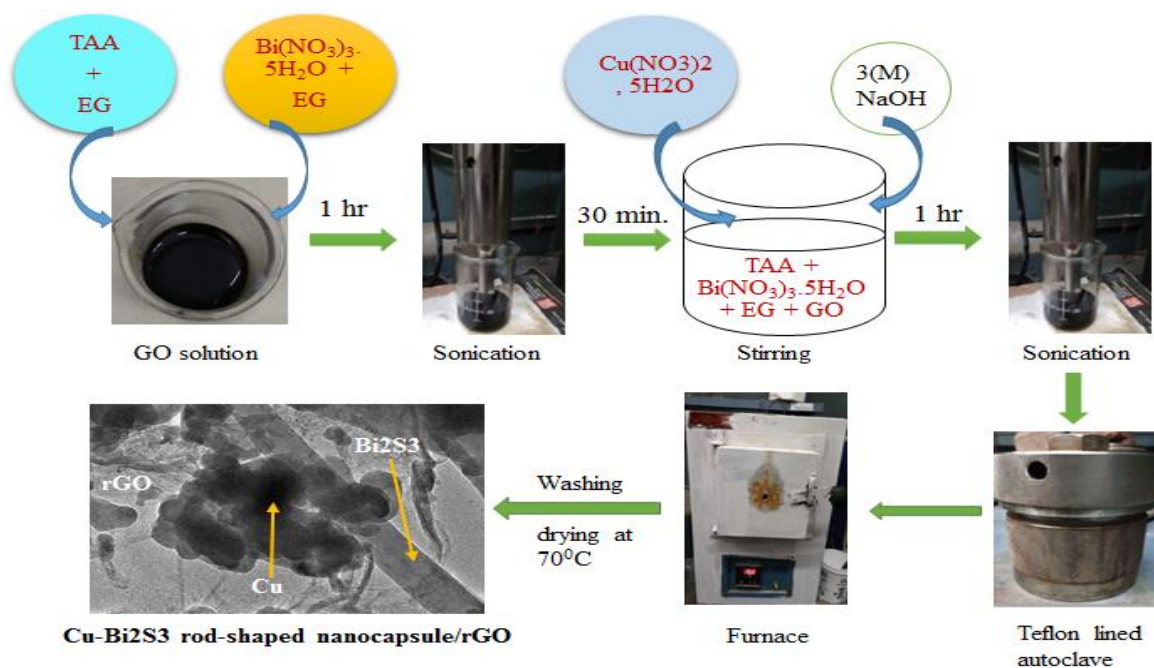 TAA
+
EG
Bi(NO₃)₃.
5H₂O +
EG
Cu(NO3)2
, 5H2O
3(M)
NaOH
1 hr
30 min.
1 hr
TAA +
Bi(NO₃)₃.5H₂O
+ EG + GO
GO solution
Sonication
Stirring
Sonication
rGO
Bi2S3
Cu
Washing
drying at
70⁰C
Cu-Bi2S3 rod-shaped nanocapsule/rGO
Furnace
Teflon lined
autoclave